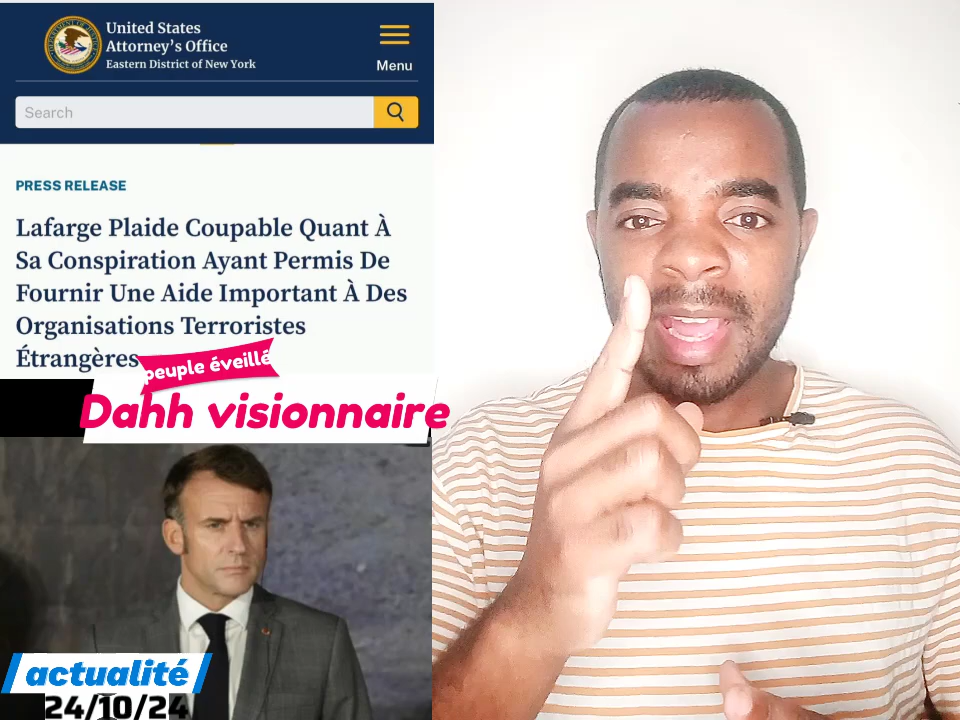 United States
Attorney's Office
Eastern District of New York
Menu
Search
PRESS RELEASE
Lafarge Plaide Coupable Quant À
Sa Conspiration Ayant Permis De
Fournir Une Aide Important À Des
Organisations Terroristes
Étrangères
peuple éveillé
Dahh visionnaire
actualité
24/10/24